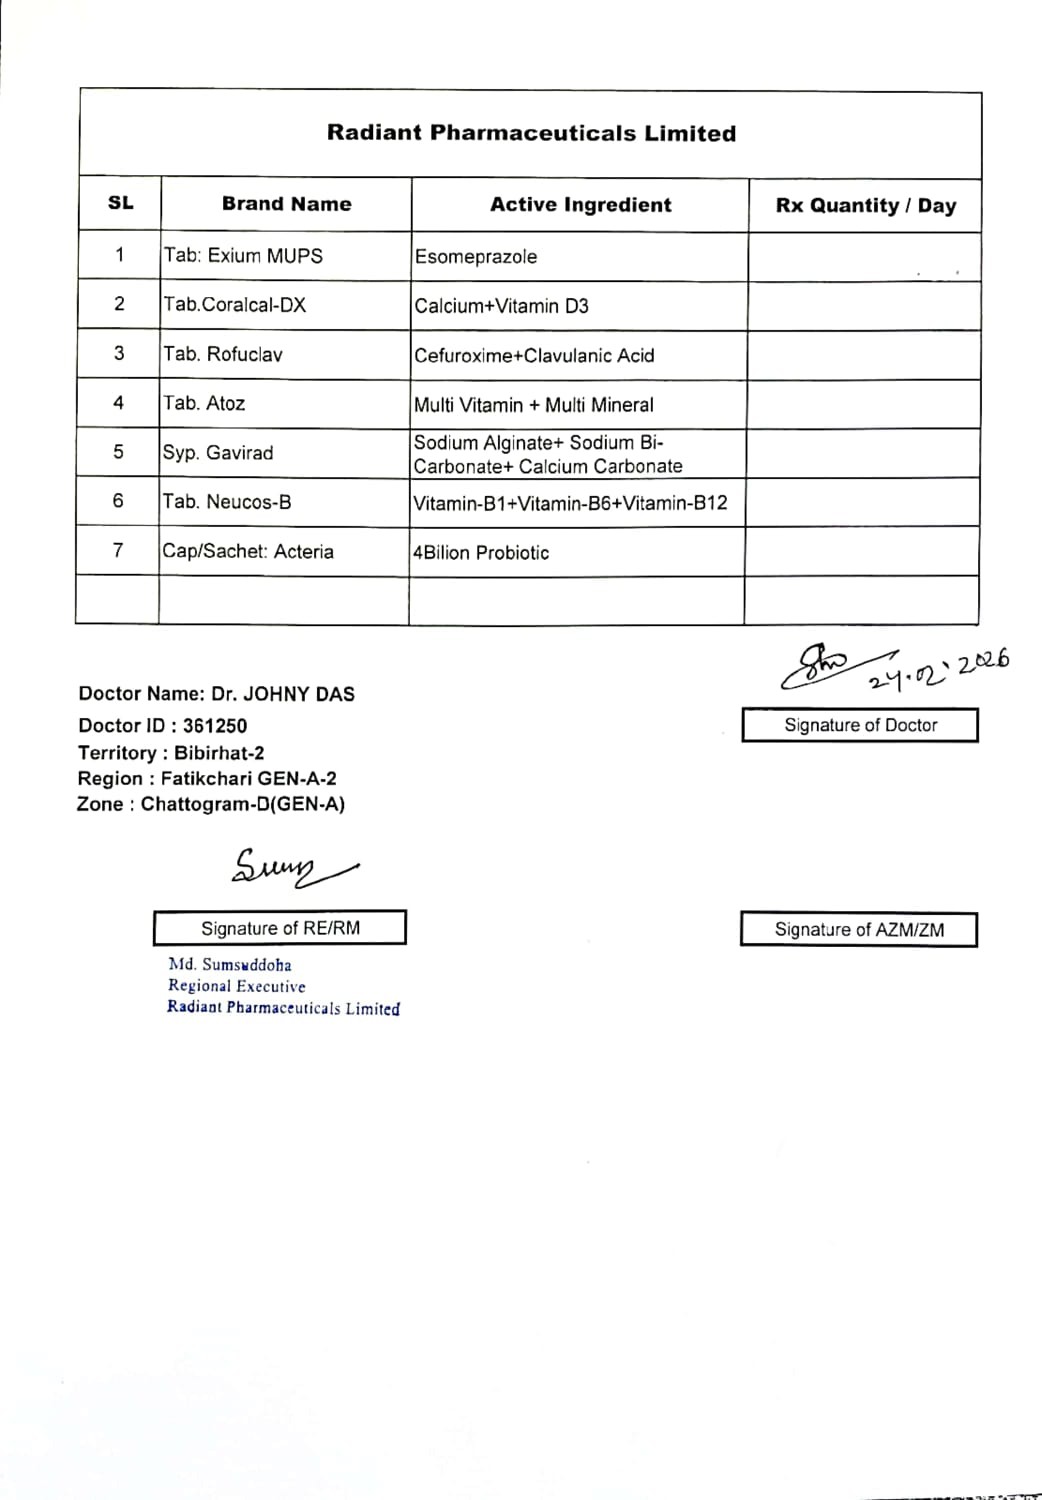 Radiant Pharmaceuticals Limited
SL Brand Name Active Ingredient Rx Quantity / Day
1 Tab: Exium MUPS Esomeprazole
2 Tab.Coralcal-DX Calcium+Vitamin D3
3 Tab. Rofuclav Cefuroxime+Clavulanic Acid
4 Tab. Atoz Multi Vitamin + Multi Mineral
5 Syp. Gavirad Sodium Alginate+ Sodium Bi-
Carbonate+ Calcium Carbonate
6 Tab. Neucos-B Vitamin-B1+Vitamin-B6+Vitamin-B12
7 Cap/Sachet: Acteria 4Bilion Probiotic
24.02.2026
Doctor Name: Dr. JOHNY DAS
Signature of Doctor
Doctor ID : 361250
Territory : Bibirhat-2
Region : Fatikchari GEN-A-2
Zone : Chattogram-D(GEN-A)
Signature of RE/RM
Signature of AZM/ZM
Md. Sumsuddoha
Regional Executive
Radiant Pharmaceuticals Limited